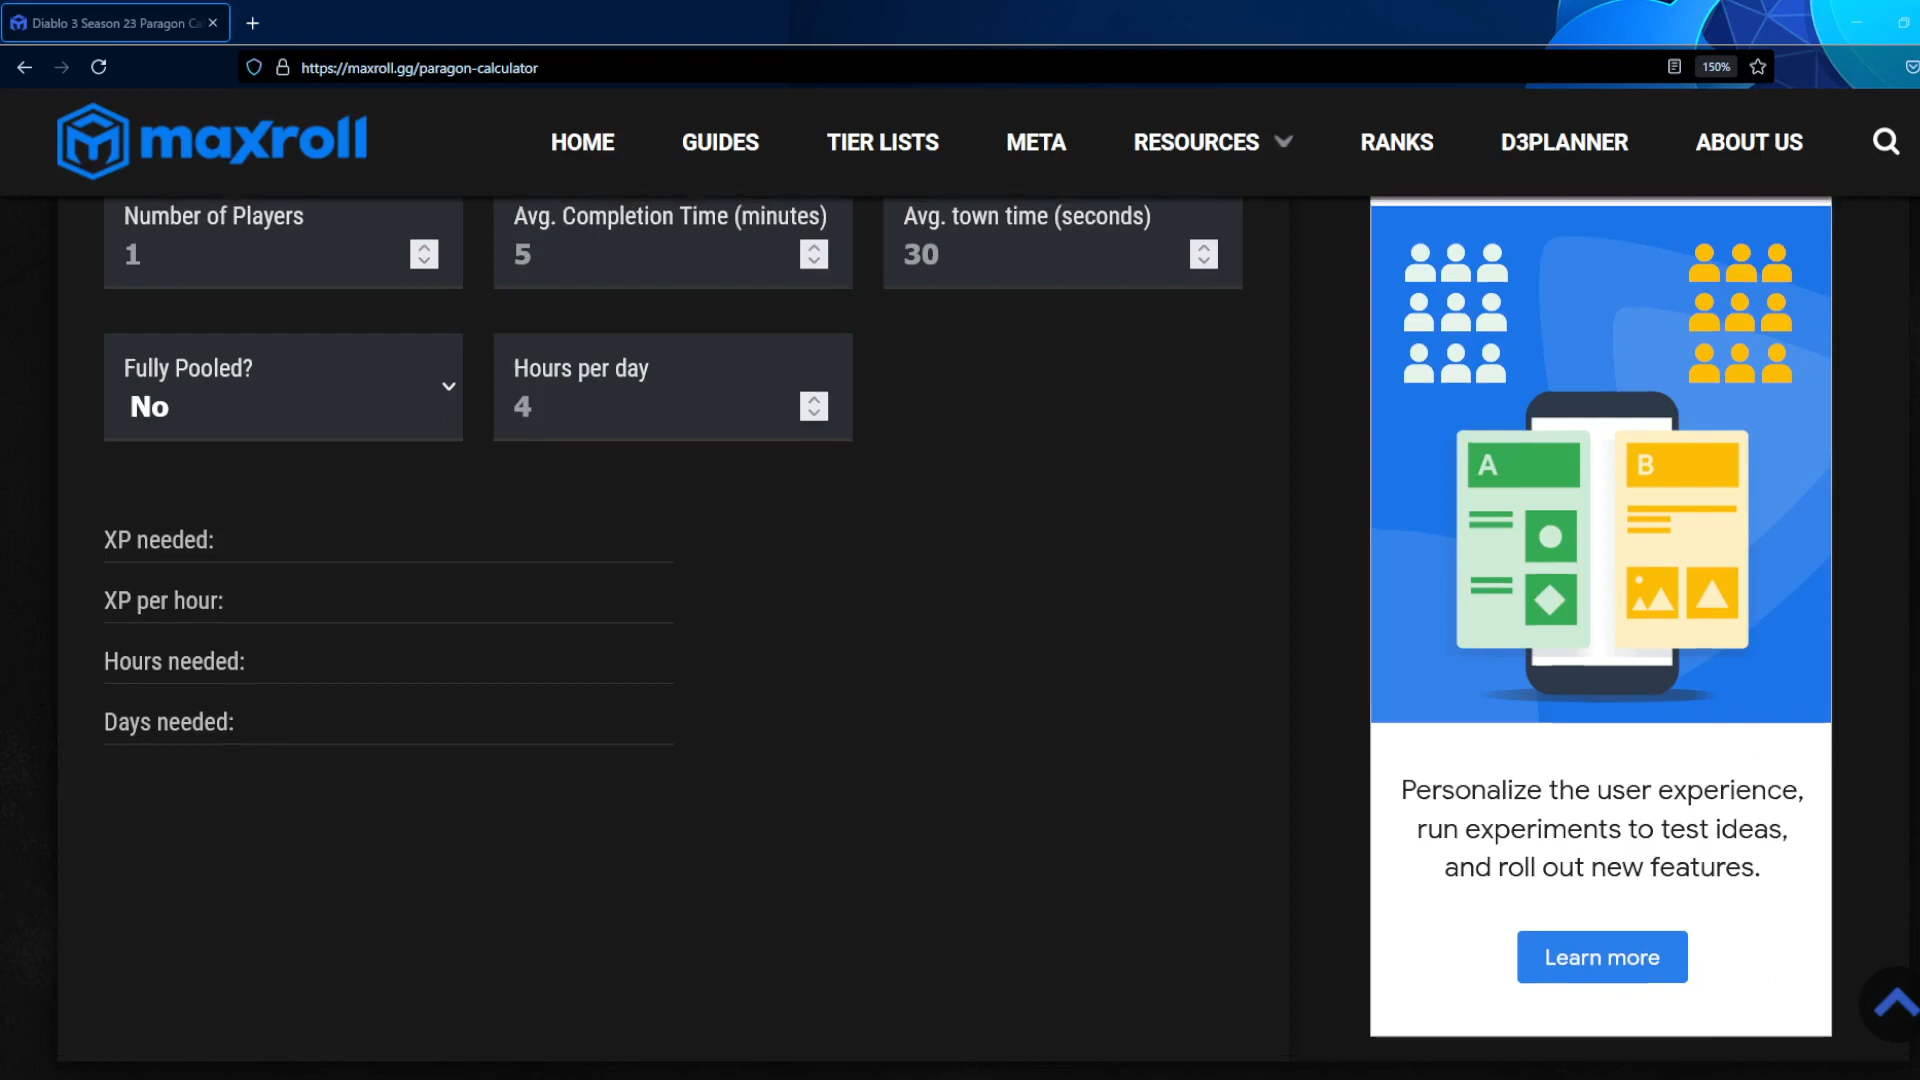 Diablo 3 Season 23 Paragon Ca
https://maxroll.gg/paragon-calculator
150%
maxroll
HOME
GUIDES
TIER LISTS
META
RESOURCES
RANKS
D3PLANNER
ABOUT US
Number of Players
1
Avg. Completion Time (minutes)
5
Avg. town time (seconds)
30
Fully Pooled?
No
Hours per day
4
XP needed:
XP per hour:
Hours needed:
Days needed:
A
B
Personalize the user experience,
run experiments to test ideas,
and roll out new features.
Learn more